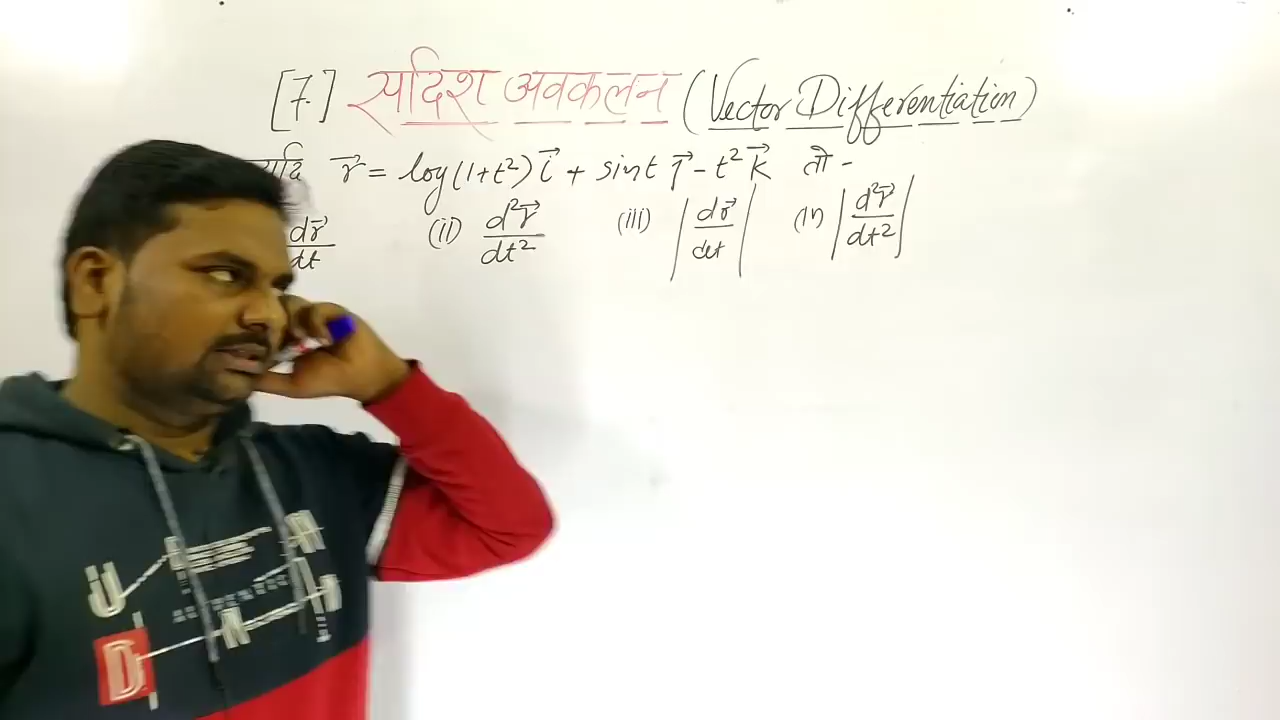 [7.] सदिश अवकलन (Vector Differentiation)
यदि r⃗ = log(1+t²) i⃗ + sint j⃗ - t² k⃗ तो -
dr⃗/dt (ii) d²r⃗/dt² (iii) |dr⃗/dt| (iv) |d²r⃗/dt²|